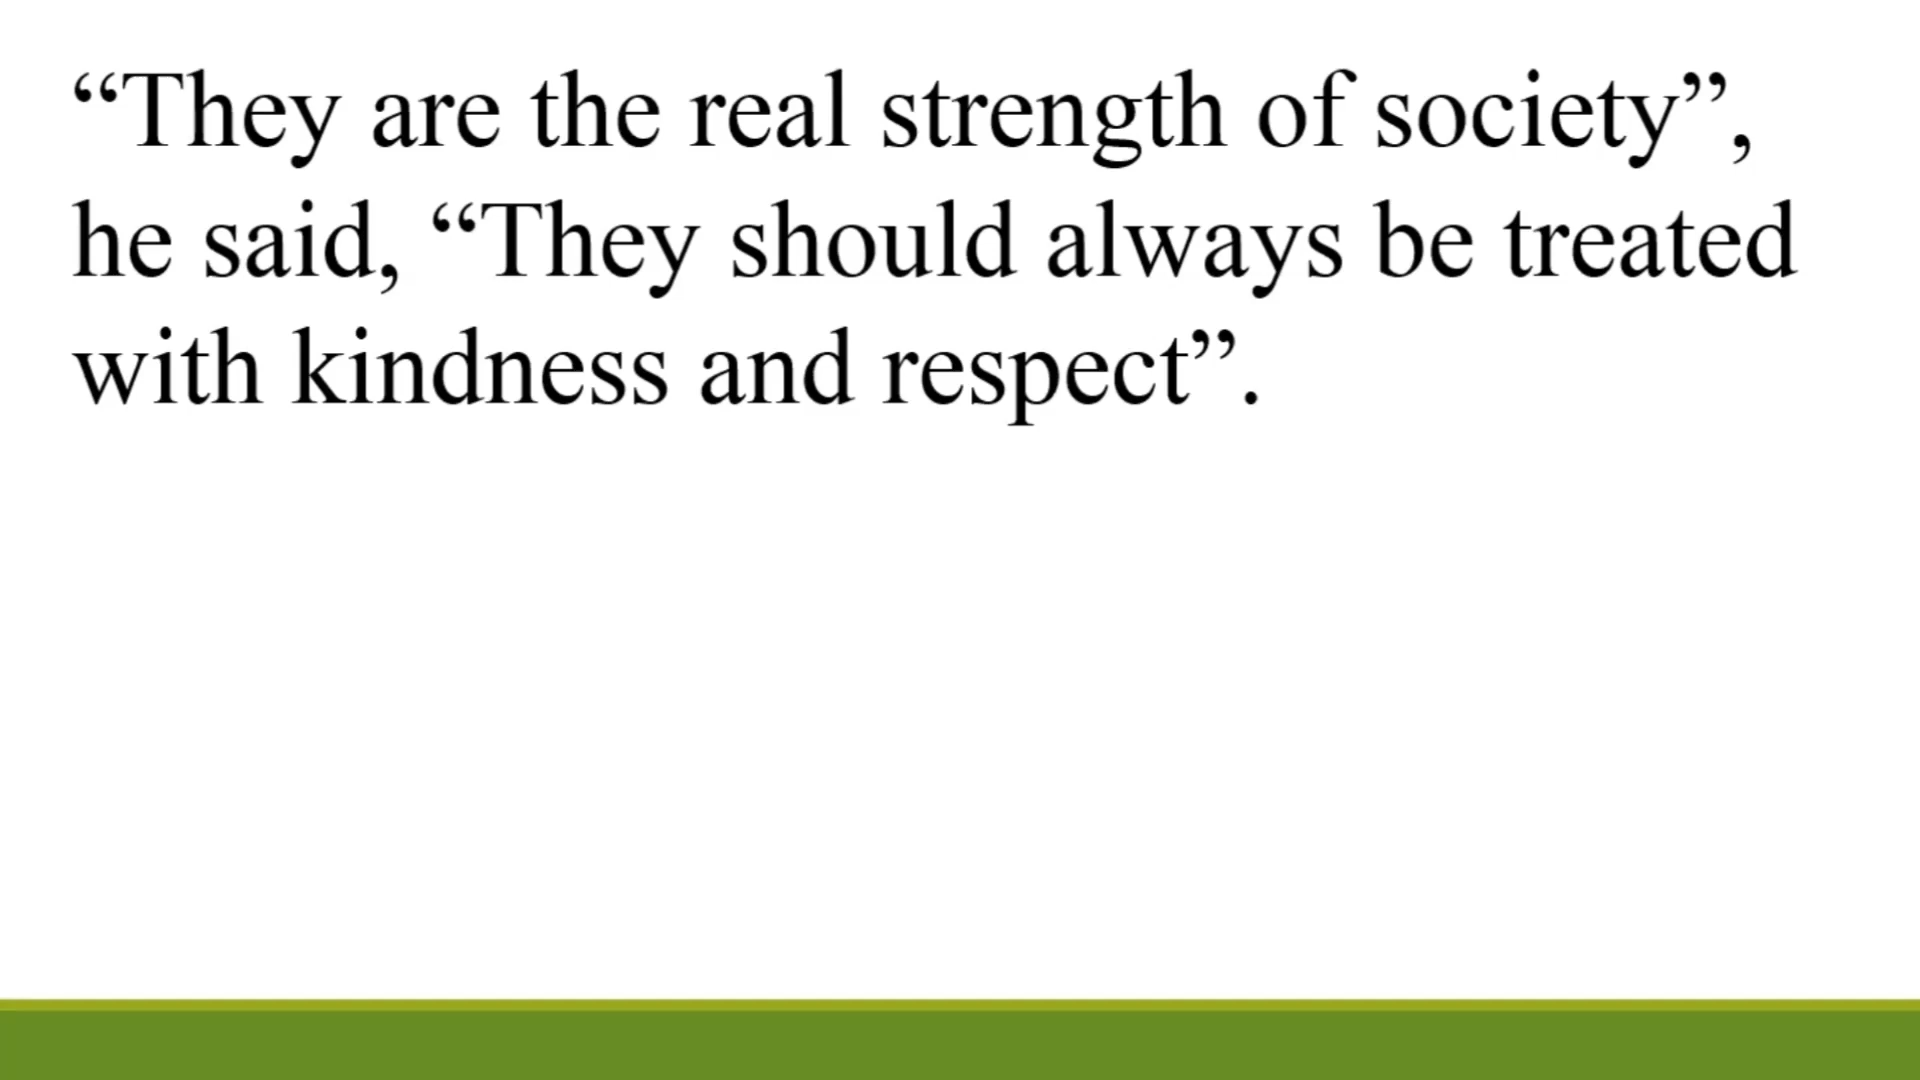 “They are the real strength of society”,
he said, “They should always be treated
with kindness and respect”.